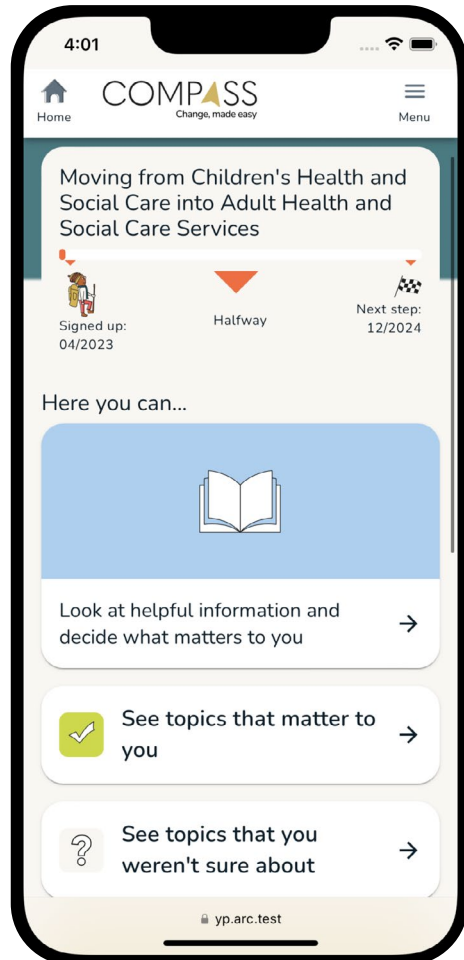 4:01
COMPASS
Change, made easy
Home
Menu
Moving from Children's Health and
Social Care into Adult Health and
Social Care Services
Signed up:
04/2023
Halfway
Next step:
12/2024
Here you can...
Look at helpful information and
decide what matters to you
See topics that matter to
you
See topics that you
weren't sure about
yp.arc.test